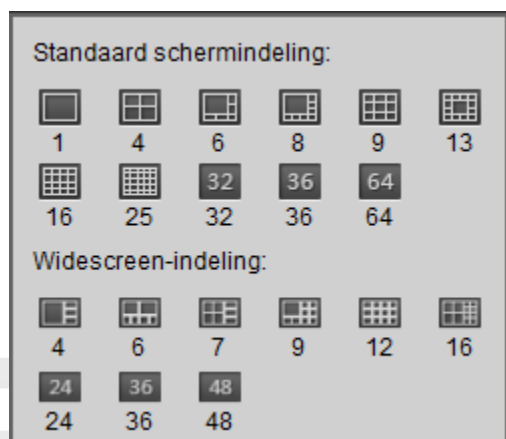 Standaard schermindeling:
1 4 6 8 9 13
32 36 64
16 25 32 36 64
Widescreen-indeling:
4 6 7 9 12 16
24 36 48
24 36 48